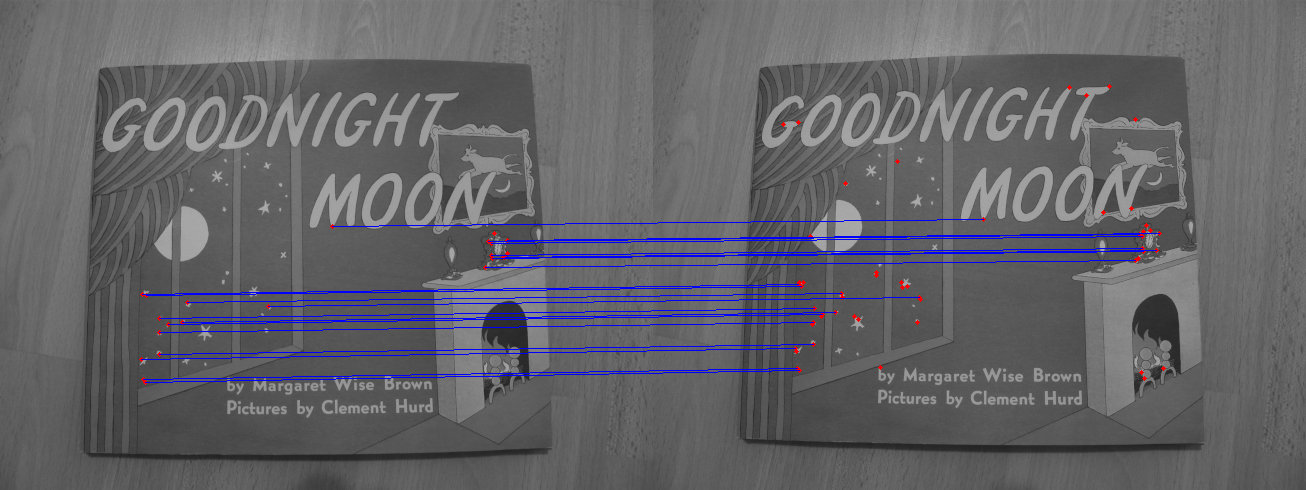 GOODNIGHT
MOON
by Margaret Wise Brown
Pictures by Clement Hurd
GOODNIGHT
MOON
by Margaret Wise Brown
Pictures by Clement Hurd